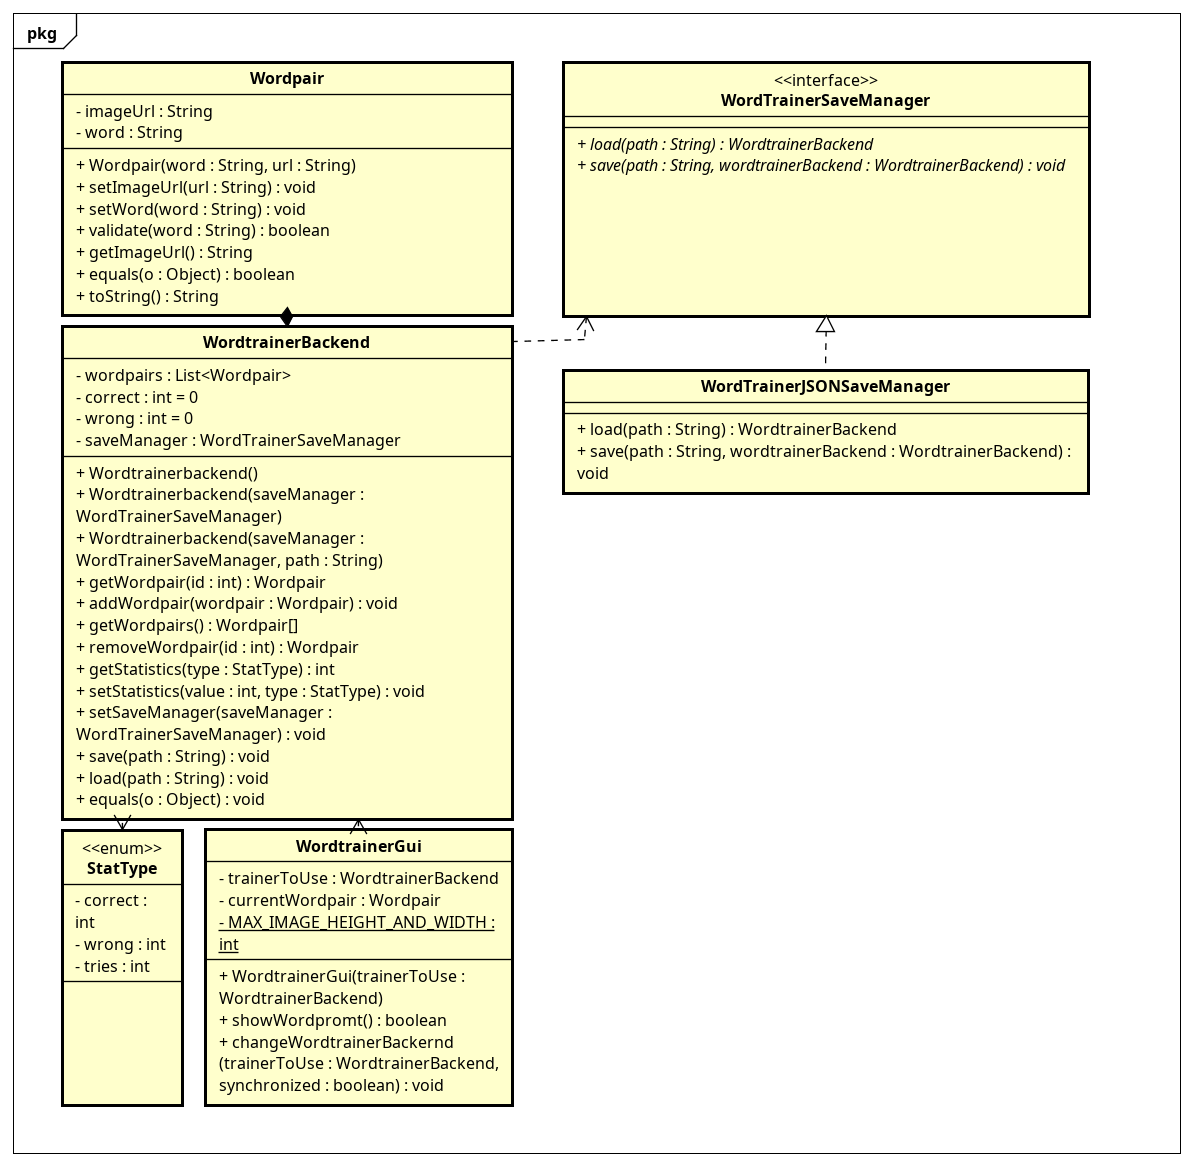 pkg
Wordpair
- imageUrl : String
- word : String
+ Wordpair(word : String, url : String)
+ setImageUrl(url : String) : void
+ setWord(word : String) : void
+ validate(word : String) : boolean
+ getImageUrl() : String
+ equals(o : Object) : boolean
+ toString() : String
<<interface>>
WordTrainerSaveManager
+ load(path : String) : WordtrainerBackend
+ save(path : String, wordtrainerBackend : WordtrainerBackend) : void
WordtrainerBackend
- wordpairs : List<Wordpair>
- correct : int = 0
- wrong : int = 0
- saveManager : WordTrainerSaveManager
+ Wordtrainerbackend()
+ Wordtrainerbackend(saveManager :
WordTrainerSaveManager)
+ Wordtrainerbackend(saveManager :
WordTrainerSaveManager, path : String)
+ getWordpair(id : int) : Wordpair
+ addWordpair(wordpair : Wordpair) : void
+ getWordpairs() : Wordpair[]
+ removeWordpair(id : int) : Wordpair
+ getStatistics(type : StatType) : int
+ setStatistics(value : int, type : StatType) : void
+ setSaveManager(saveManager :
WordTrainerSaveManager) : void
+ save(path : String) : void
+ load(path : String) : void
+ equals(o : Object) : void
WordTrainerJSONSaveManager
+ load(path : String) : WordtrainerBackend
+ save(path : String, wordtrainerBackend : WordtrainerBackend) :
void
<<enum>>
StatType
- correct :
int
- wrong : int
- tries : int
WordtrainerGui
- trainerToUse : WordtrainerBackend
- currentWordpair : Wordpair
- MAX_IMAGE_HEIGHT_AND_WIDTH :
int
+ WordtrainerGui(trainerToUse :
WordtrainerBackend)
+ showWordpromt() : boolean
+ changeWordtrainerBackernd
(trainerToUse : WordtrainerBackend,
synchronized : boolean) : void